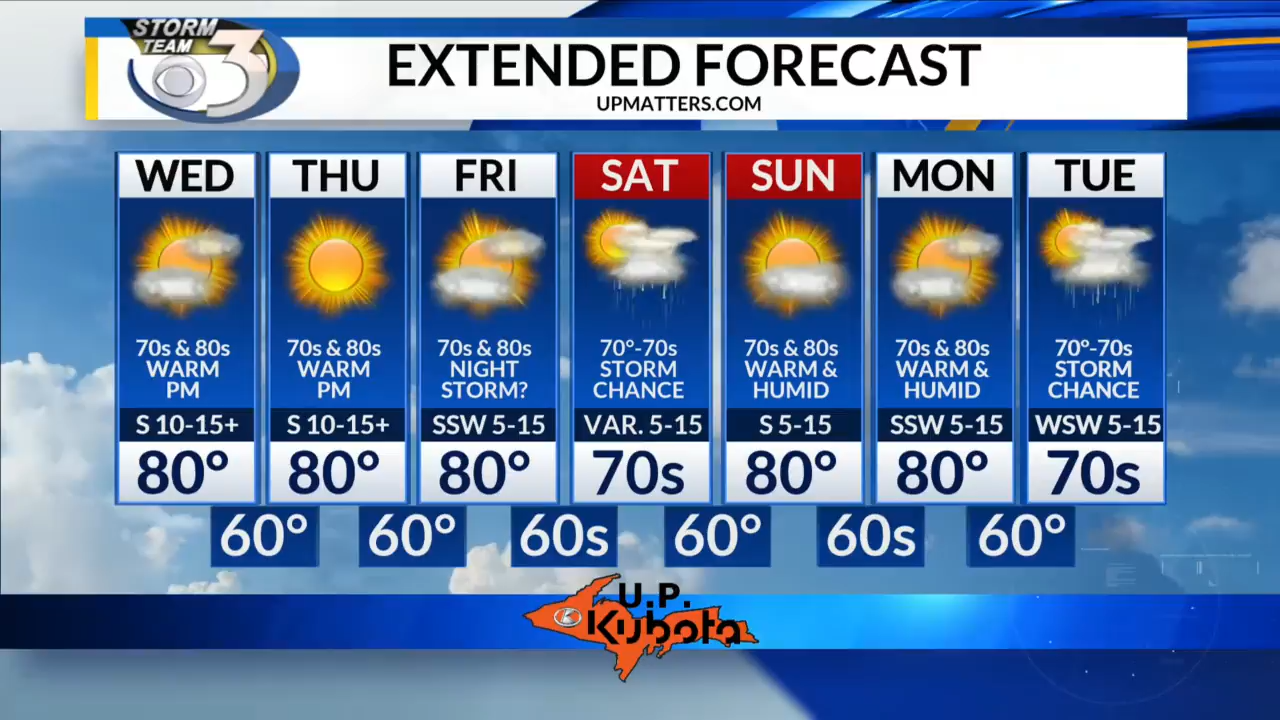 STORM
TEAM
3
EXTENDED FORECAST
UPMATTERS.COM
WED
70s & 80s
WARM
PM
S 10-15+
80°
THU
70s & 80s
WARM
PM
S 10-15+
80°
FRI
70s & 80s
NIGHT
STORM?
SSW 5-15
80°
SAT
70°-70s
STORM
CHANCE
VAR. 5-15
70s
SUN
70s & 80s
WARM &
HUMID
S 5-15
80°
MON
70s & 80s
WARM &
HUMID
SSW 5-15
80°
TUE
70°-70s
STORM
CHANCE
WSW 5-15
70s
60°
60°
60s
60°
60s
60°
U.P.
Kubota